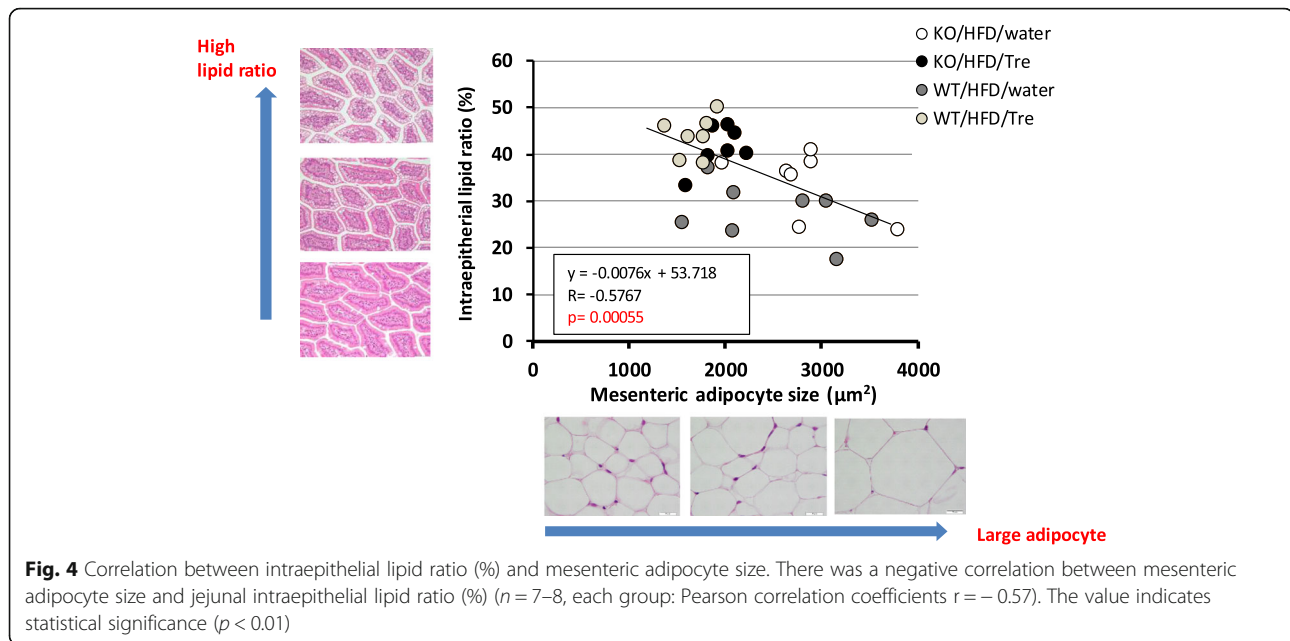 High
lipid ratio
KO/HFD/water
KO/HFD/Tre
WT/HFD/water
WT/HFD/Tre
Intraepitherial lipid ratio (%)
60
50
40
30
20
10
0
y = -0.0076x + 53.718
R= -0.5767
p= 0.00055
0 1000 2000 3000 4000
Mesenteric adipocyte size (µm²)
Large adipocyte
Fig. 4 Correlation between intraepithelial lipid ratio (%) and mesenteric adipocyte size. There was a negative correlation between mesenteric
adipocyte size and jejunal intraepithelial lipid ratio (%) (n = 7–8, each group: Pearson correlation coefficients r = − 0.57). The value indicates
statistical significance (p < 0.01)